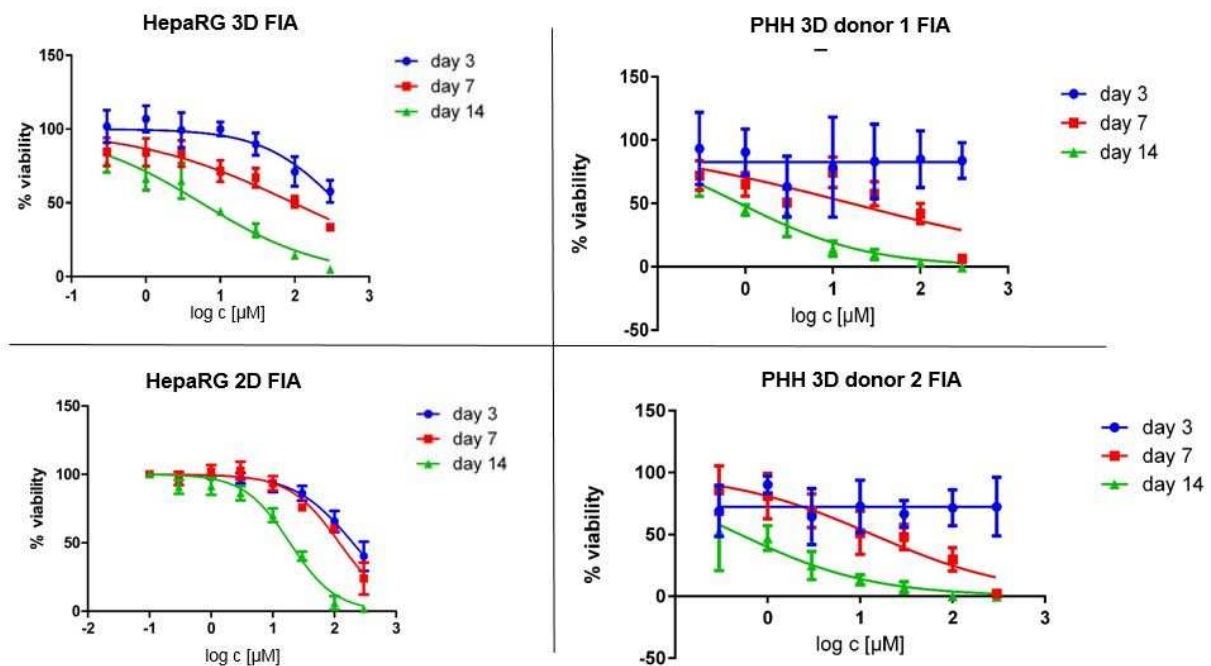 HepaRG 3D FIA
150
100
50
0
-1
0
1
2
3
% viability
log c [µM]
day 3
day 7
day 14
PHH 3D donor 1 FIA
150
100
50
0
-50
0
1
2
3
% viability
log c [µM]
day 3
day 7
day 14
HepaRG 2D FIA
150
100
50
0
-2
-1
0
1
2
3
% viability
log c [µM]
day 3
day 7
day 14
PHH 3D donor 2 FIA
150
100
50
0
-50
0
1
2
3
% viability
log c [µM]
day 3
day 7
day 14